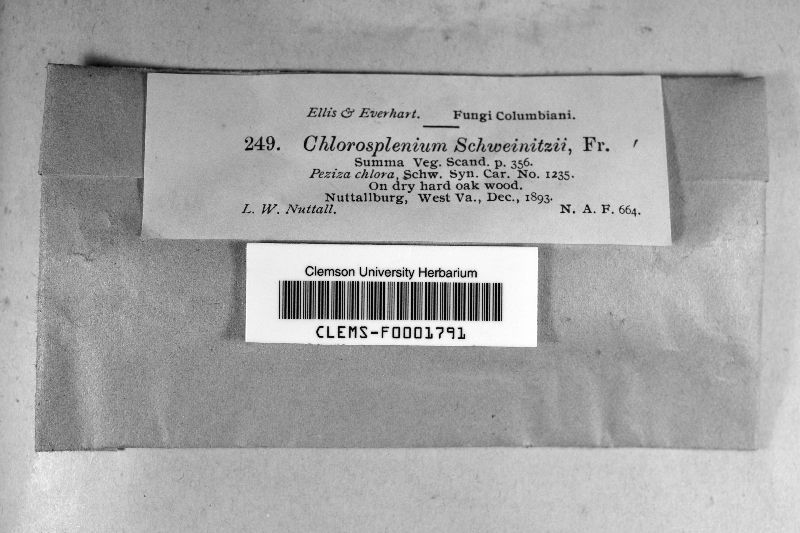 Ellis & Everhart. Fungi Columbiani.
249. Chlorosplenium Schweinitzii, Fr.
Summa Veg. Scand. p. 356.
Peziza chlora, Schw. Syn. Car. No. 1235.
On dry hard oak wood.
Nuttallburg, West Va., Dec., 1893.
L. W. Nuttall. N. A. F. 664.
Clemson University Herbarium
CLEMS-F0001791